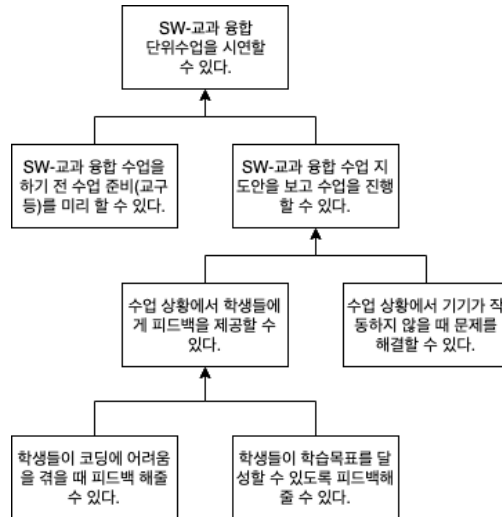 SW-교과 융합
단위수업을 시연할
수 있다.
SW-교과 융합 수업을
하기 전 수업 준비(교구
등)를 미리 할 수 있다.
SW-교과 융합 수업 지
도안을 보고 수업을 진행
할 수 있다.
수업 상황에서 학생들에
게 피드백을 제공할 수
있다.
수업 상황에서 기기가 작
동하지 않을 때 문제를
해결할 수 있다.
학생들이 코딩에 어려움
을 겪을 때 피드백 해줄
수 있다.
학생들이 학습목표를 달
성할 수 있도록 피드백해
줄 수 있다.